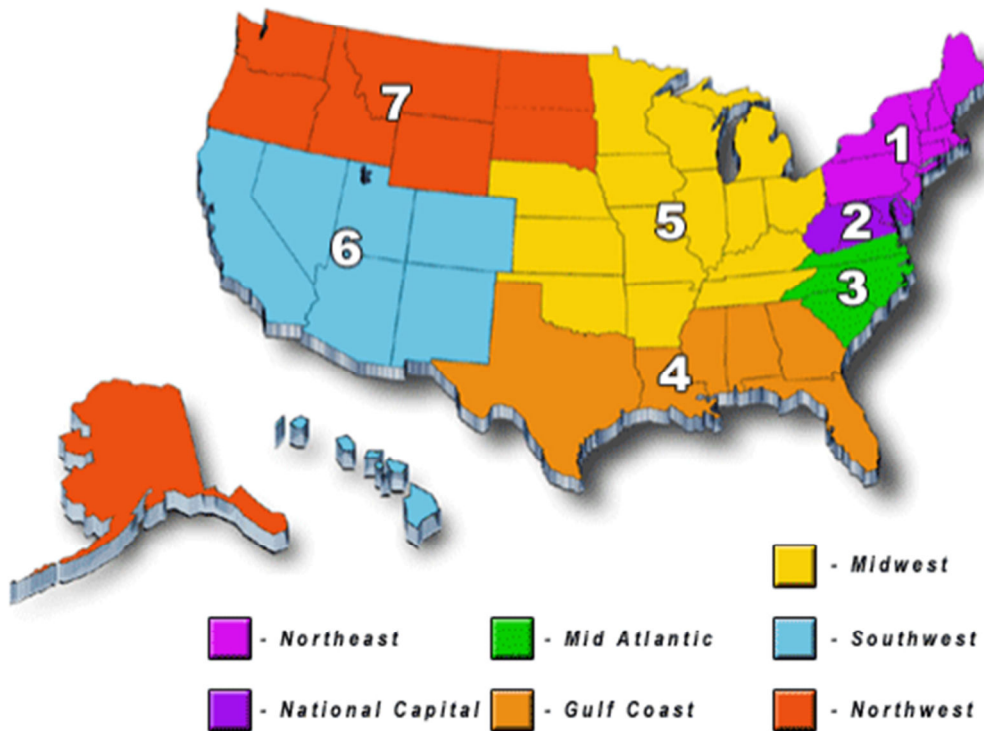 7
1
2
5
6
3
4
- Midwest
- Northeast
- Mid Atlantic
- Southwest
- National Capital
- Gulf Coast
- Northwest